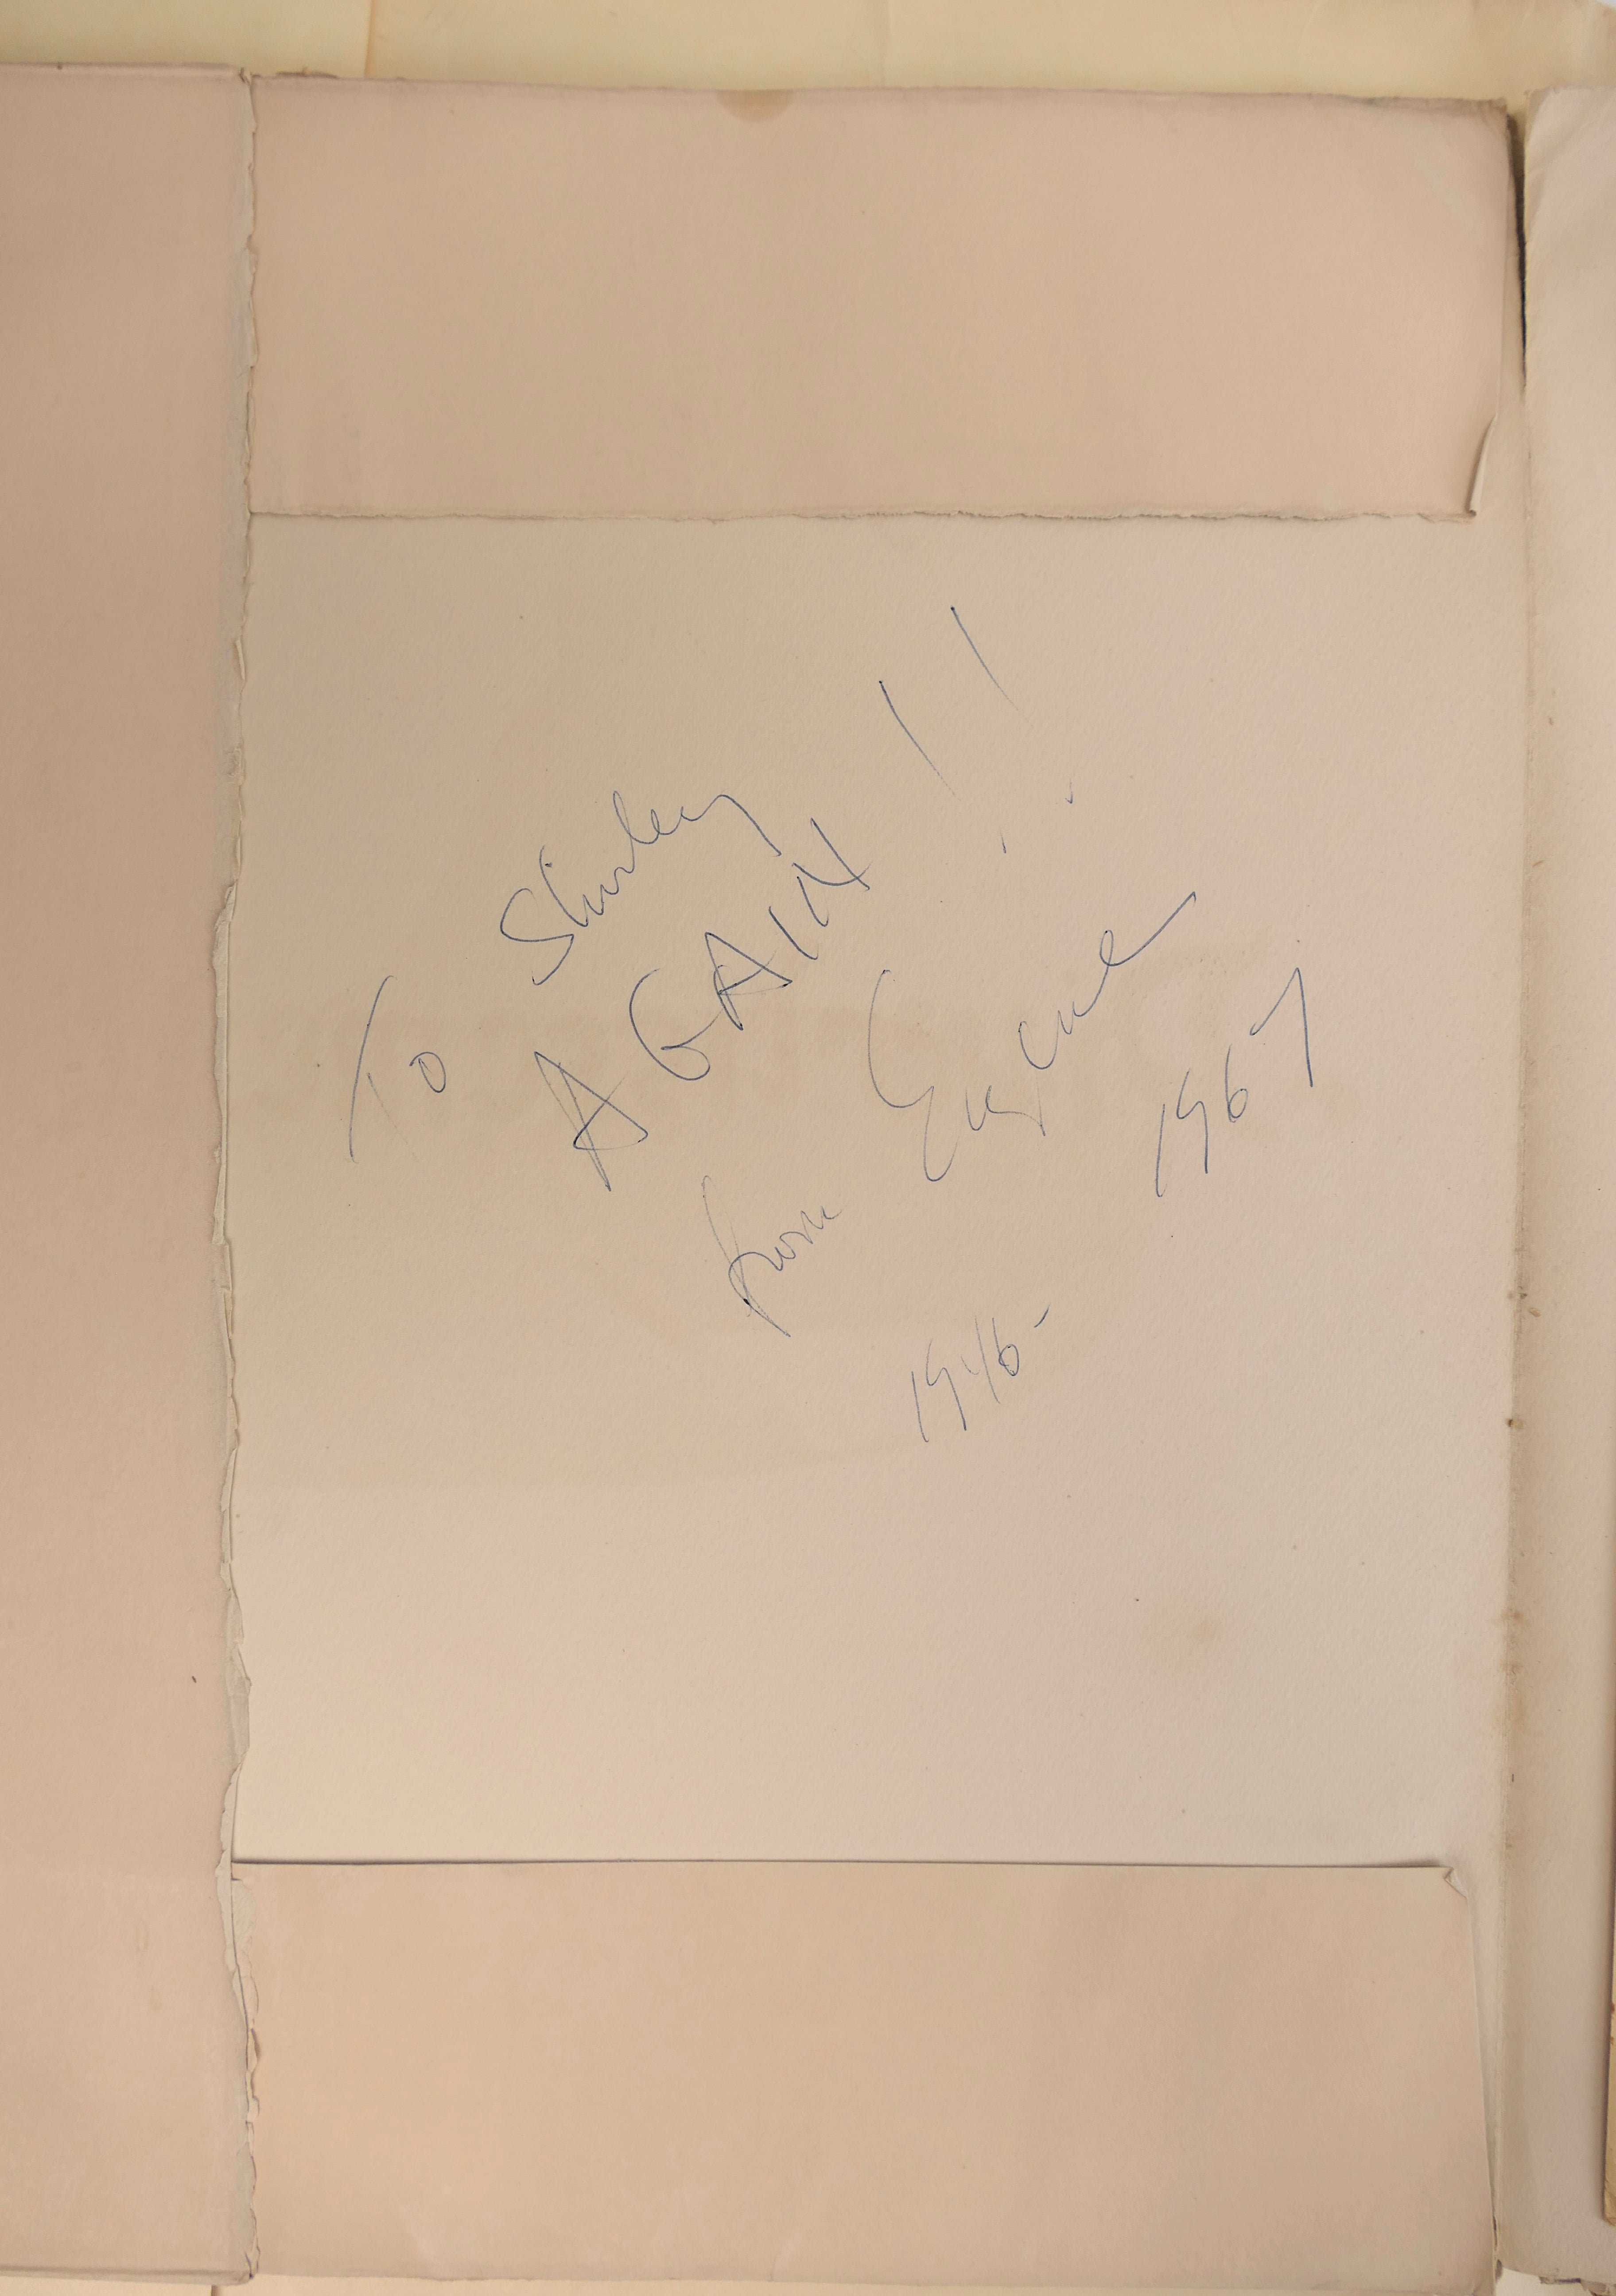 To Shirley
AGAIN!!
from Eugene
1946-1967